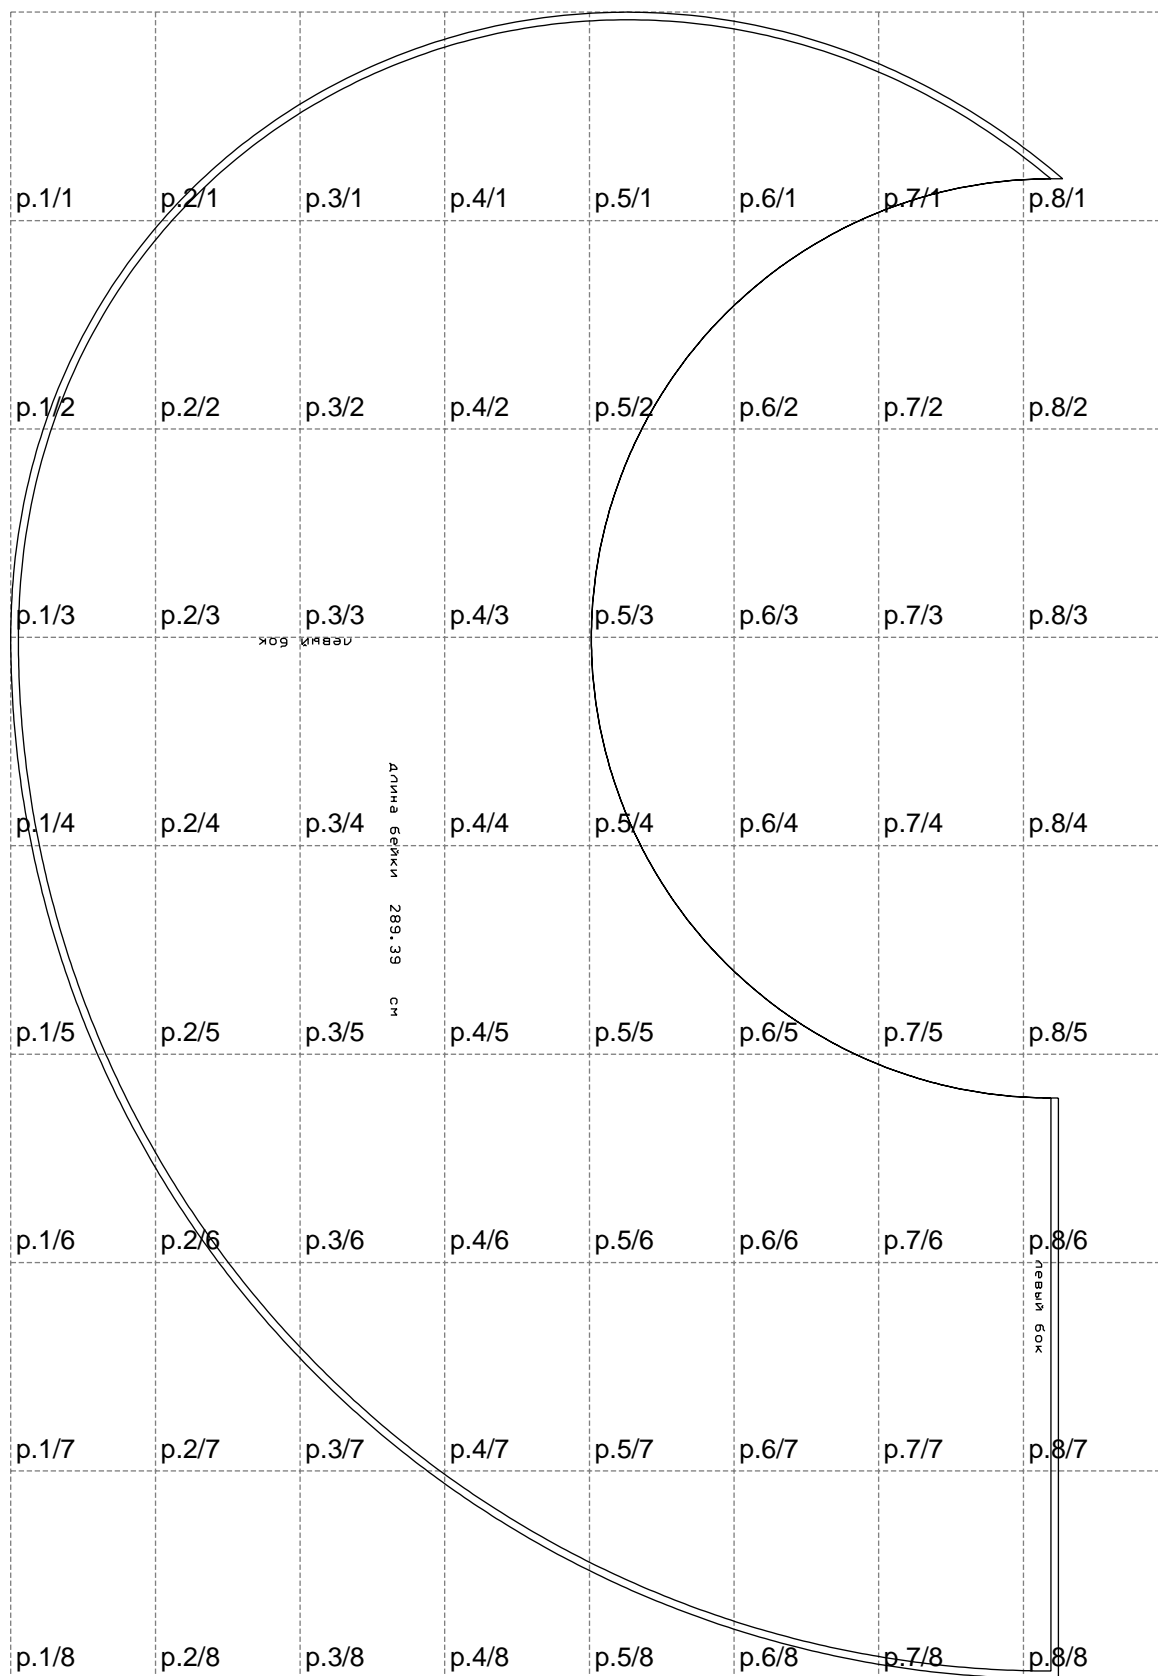 p.1/1 p.2/1 p.3/1 p.4/1 p.5/1 p.6/1 p.7/1 p.8/1
p.1/2 p.2/2 p.3/2 p.4/2 p.5/2 p.6/2 p.7/2 p.8/2
p.1/3 p.2/3 p.3/3 p.4/3 p.5/3 p.6/3 p.7/3 p.8/3
левый бок
длина бейки 289.39 см
p.1/4 p.2/4 p.3/4 p.4/4 p.5/4 p.6/4 p.7/4 p.8/4
p.1/5 p.2/5 p.3/5 p.4/5 p.5/5 p.6/5 p.7/5 p.8/5
p.1/6 p.2/6 p.3/6 p.4/6 p.5/6 p.6/6 p.7/6 p.8/6
левый бок
p.1/7 p.2/7 p.3/7 p.4/7 p.5/7 p.6/7 p.7/7 p.8/7
p.1/8 p.2/8 p.3/8 p.4/8 p.5/8 p.6/8 p.7/8 p.8/8